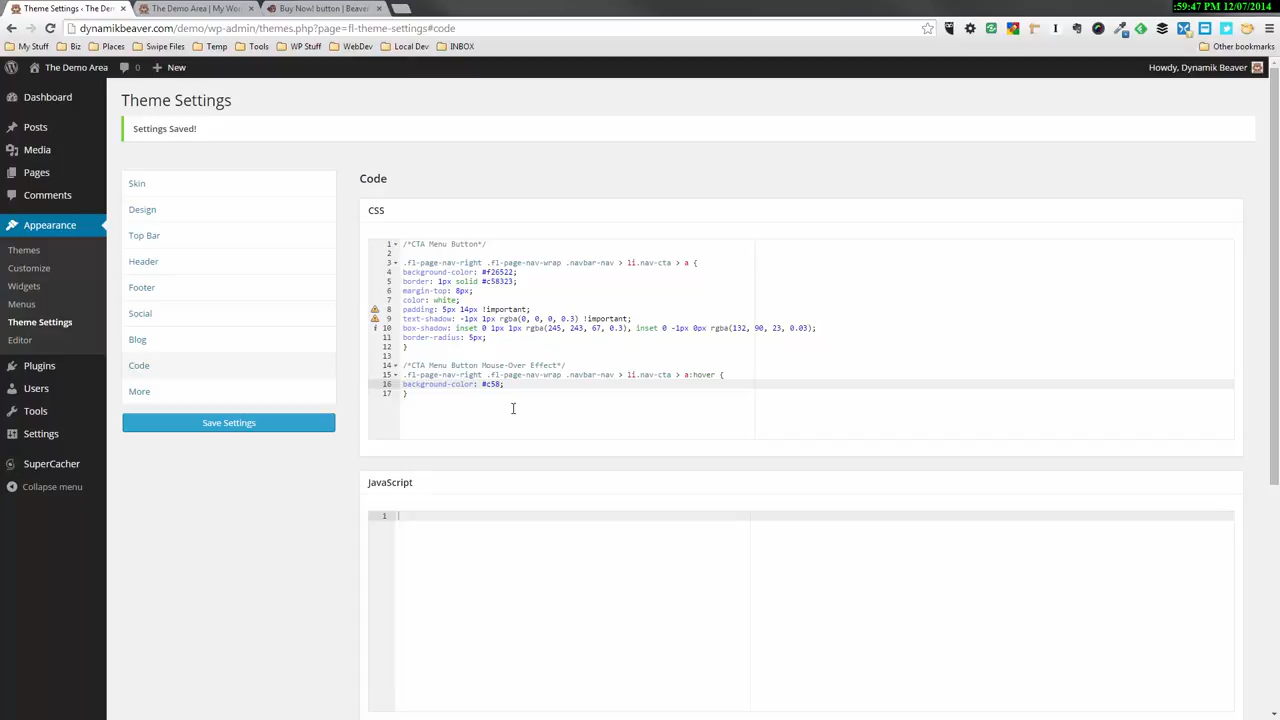 Theme Settings ‹ The Dem
The Demo Area | My Wor
Buy Now! button | Beaver
:59:47 PM 12/07/2014
dynamikbeaver.com/demo/wp-admin/themes.php?page=fl-theme-settings#code
My Stuff Biz Places Swipe Files Temp Tools WP Stuff WebDev Local Dev INBOX Other bookmarks
The Demo Area 0 New Howdy, Dynamik Beaver
Dashboard
Posts
Media
Pages
Comments
Appearance
Themes
Customize
Widgets
Menus
Theme Settings
Editor
Plugins
Users
Tools
Settings
SuperCacher
Collapse menu
Theme Settings
Settings Saved!
Skin
Design
Top Bar
Header
Footer
Social
Blog
Code
More
Save Settings
Code
CSS
1 /*CTA Menu Button*/
2
3 .fl-page-nav-right .fl-page-nav-wrap .navbar-nav > li.nav-cta > a {
4 background-color: #f26522;
5 border: 1px solid #c58323;
6 margin-top: 8px;
7 color: white;
8 padding: 5px 14px !important;
9 text-shadow: -1px 1px rgba(0, 0, 0, 0.3) !important;
10 box-shadow: inset 0 1px 1px rgba(245, 243, 67, 0.3), inset 0 -1px 0px rgba(132, 90, 23, 0.03);
11 border-radius: 5px;
12 }
13
14 /*CTA Menu Button Mouse-Over Effect*/
15 .fl-page-nav-right .fl-page-nav-wrap .navbar-nav > li.nav-cta > a:hover {
16 background-color: #c58;
17 }
JavaScript
1